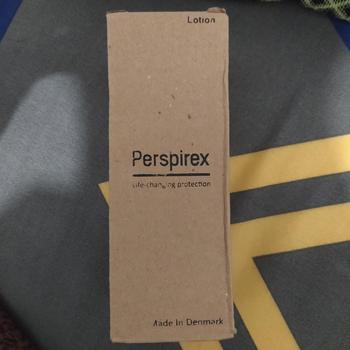 Lotion
Perspirex
Life-changing protection
Made In Denmark